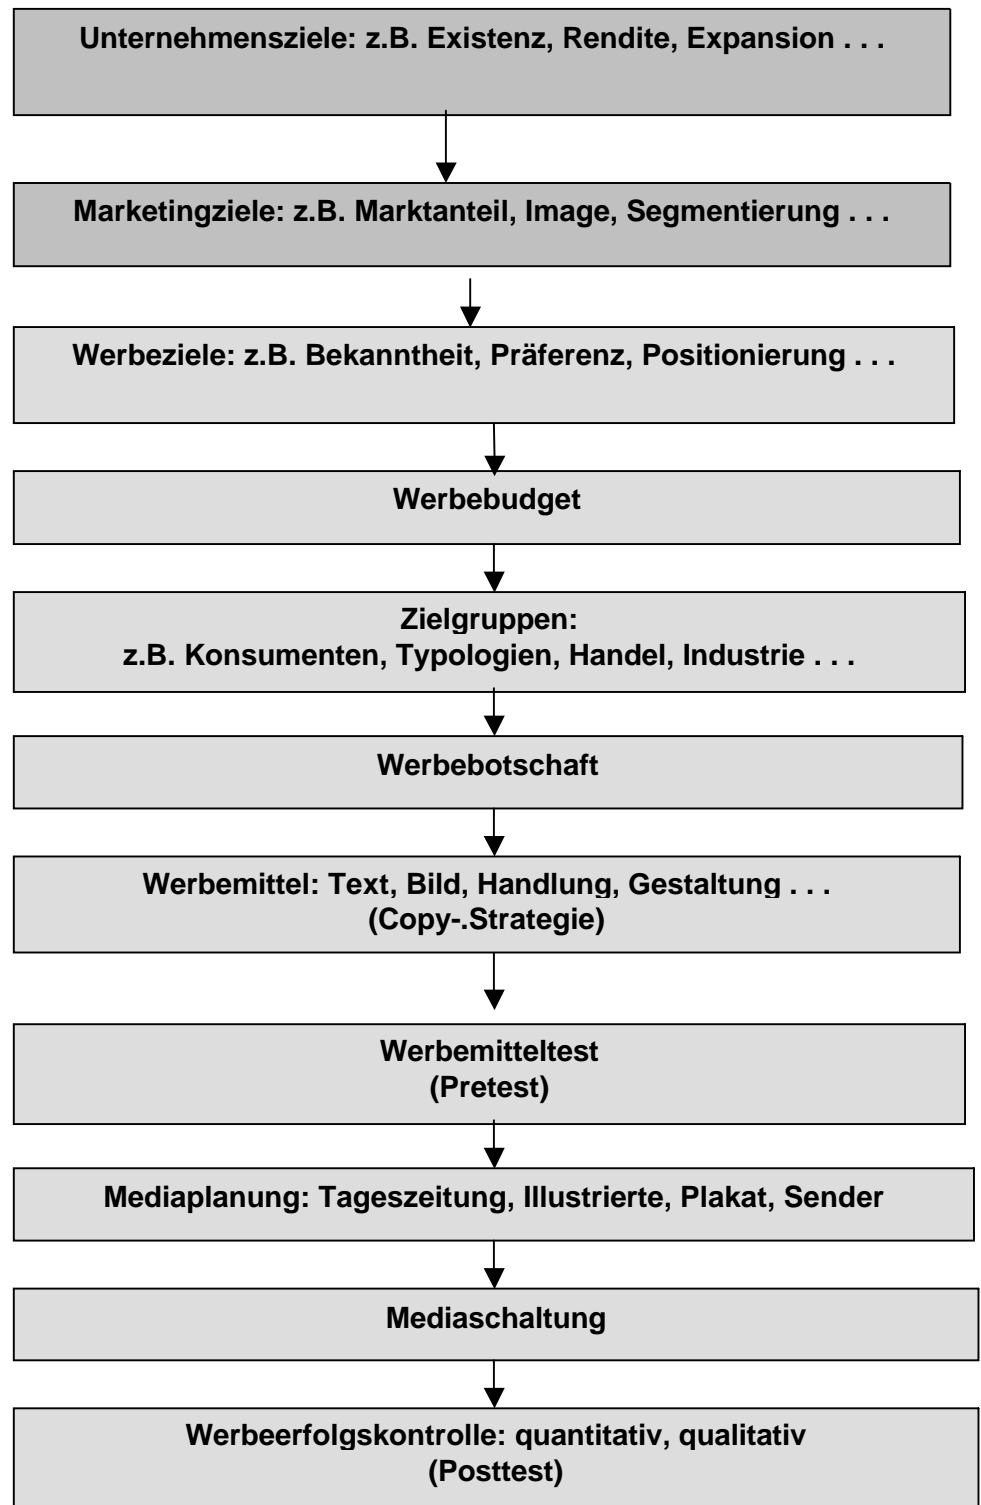 Unternehmensziele: z.B. Existenz, Rendite, Expansion . . .
Marketingziele: z.B. Marktanteil, Image, Segmentierung . . .
Werbeziele: z.B. Bekanntheit, Präferenz, Positionierung . . .
Werbebudget
Zielgruppen:
z.B. Konsumenten, Typologien, Handel, Industrie . . .
Werbebotschaft
Werbemittel: Text, Bild, Handlung, Gestaltung . . .
(Copy-.Strategie)
Werbemitteltest
(Pretest)
Mediaplanung: Tageszeitung, Illustrierte, Plakat, Sender
Mediaschaltung
Werbeerfolgskontrolle: quantitativ, qualitativ
(Posttest)